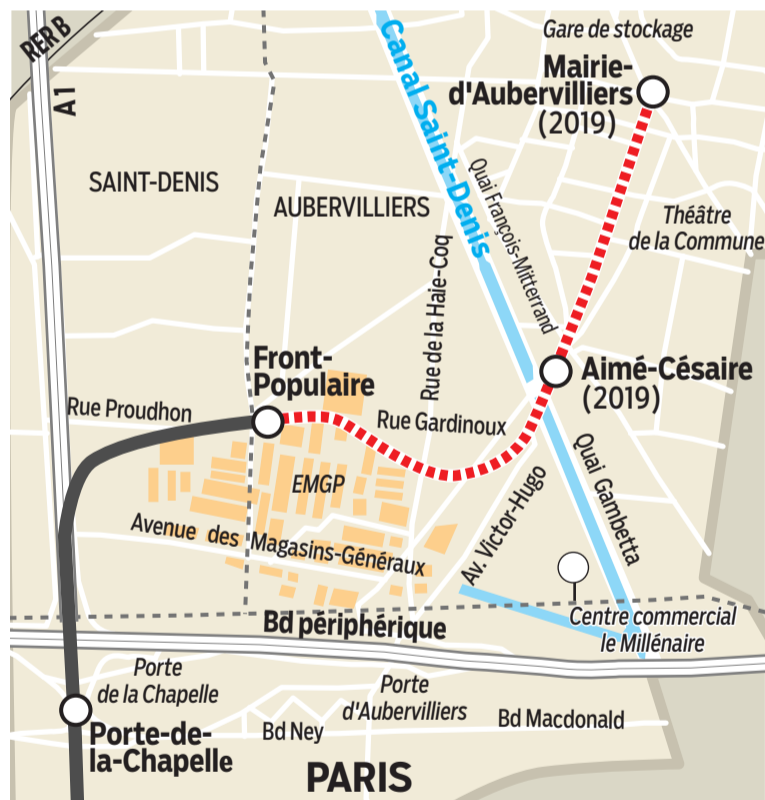 RER B
A1
Gare de stockage
Mairie-
d'Aubervilliers
(2019)
Canal Saint-Denis
SAINT-DENIS
AUBERVILLIERS
Quai François-Mitterrand
Théâtre
de la Commune
Rue de la Haie-Coq
Front-
Populaire
Aimé-Césaire
(2019)
Rue Proudhon
Rue Gardinoux
EMGP
Quai Gambetta
Av. Victor-Hugo
Avenue des Magasins-Généraux
Centre commercial
le Millénaire
Bd périphérique
Porte
de la Chapelle
Porte
d'Aubervilliers
Porte-de-
la-Chapelle
Bd Ney
Bd Macdonald
PARIS